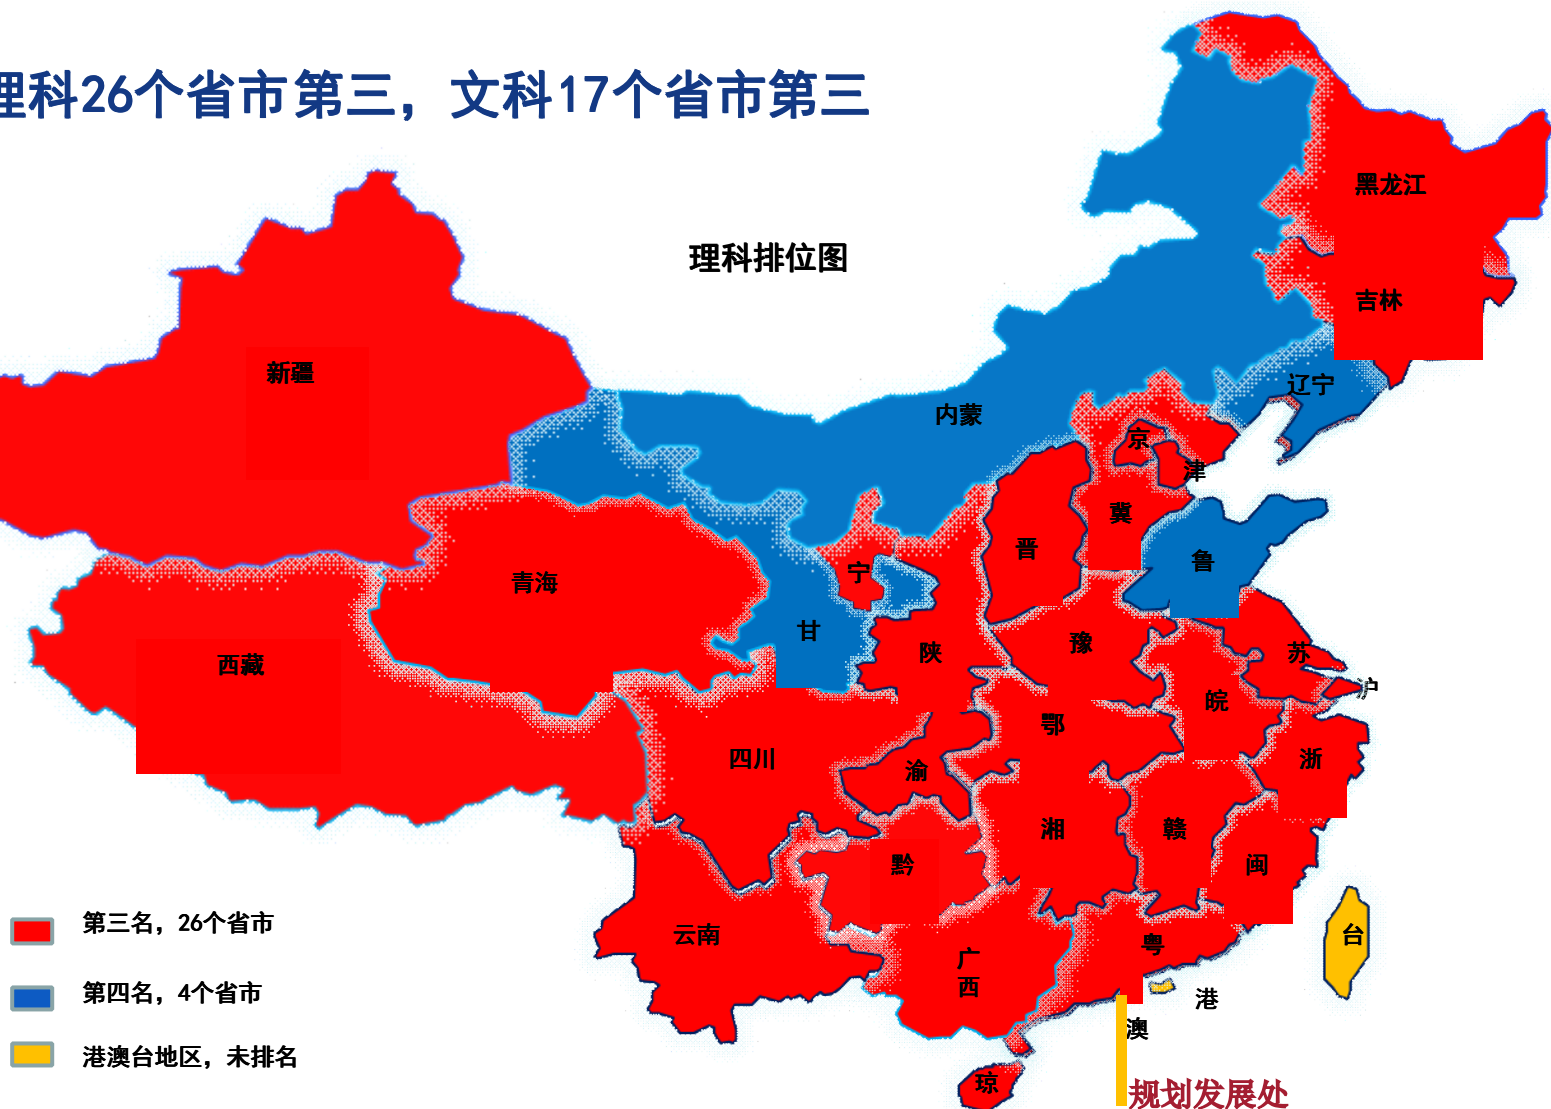 理科26个省市第三，文科17个省市第三
黑龙江
理科排位图
吉林
新疆
辽宁
内蒙
京
津
冀
晋
鲁
宁
青海
甘
豫
陕
苏
西藏
沪
皖
鄂
四川
浙
渝
湘
赣
黔
闽
第三名，26个省市
云南
台
粤
广
西
第四名，4个省市
港
澳
港澳台地区，未排名
琼
规划发展处